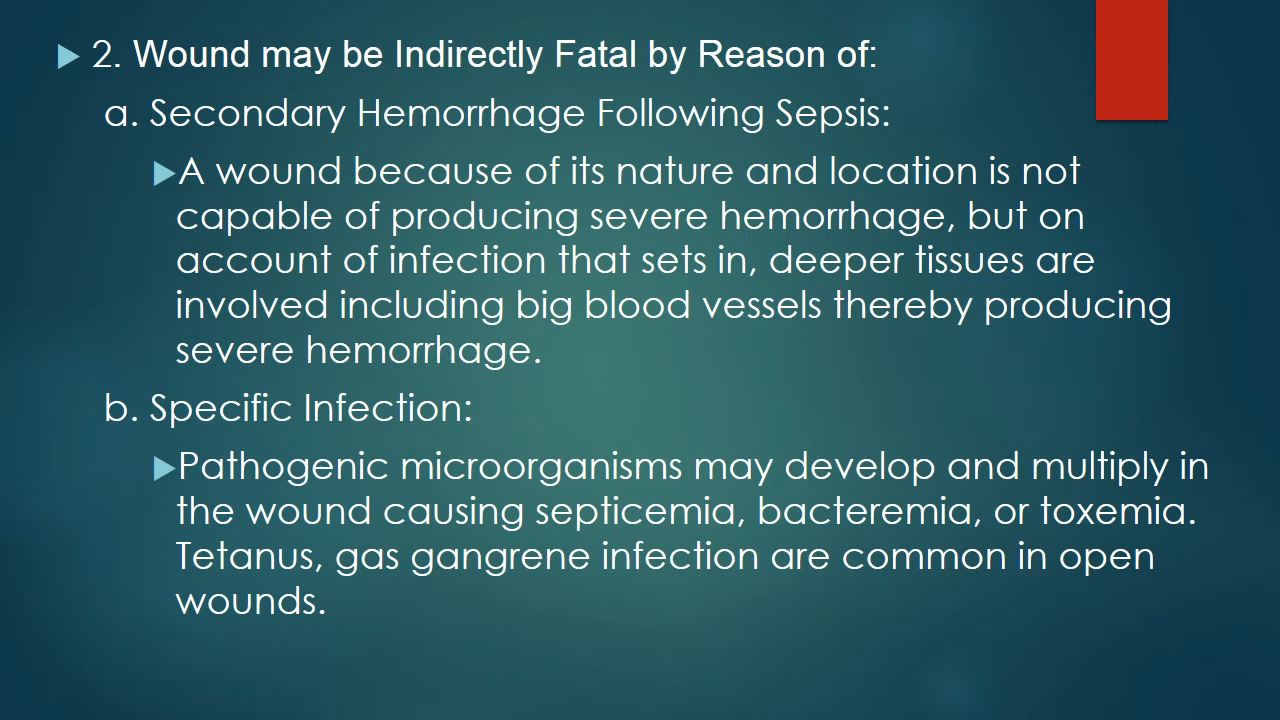 2. Wound may be Indirectly Fatal by Reason of:
a. Secondary Hemorrhage Following Sepsis:
A wound because of its nature and location is not
capable of producing severe hemorrhage, but on
account of infection that sets in, deeper tissues are
involved including big blood vessels thereby producing
severe hemorrhage.
b. Specific Infection:
Pathogenic microorganisms may develop and multiply in
the wound causing septicemia, bacteremia, or toxemia.
Tetanus, gas gangrene infection are common in open
wounds.